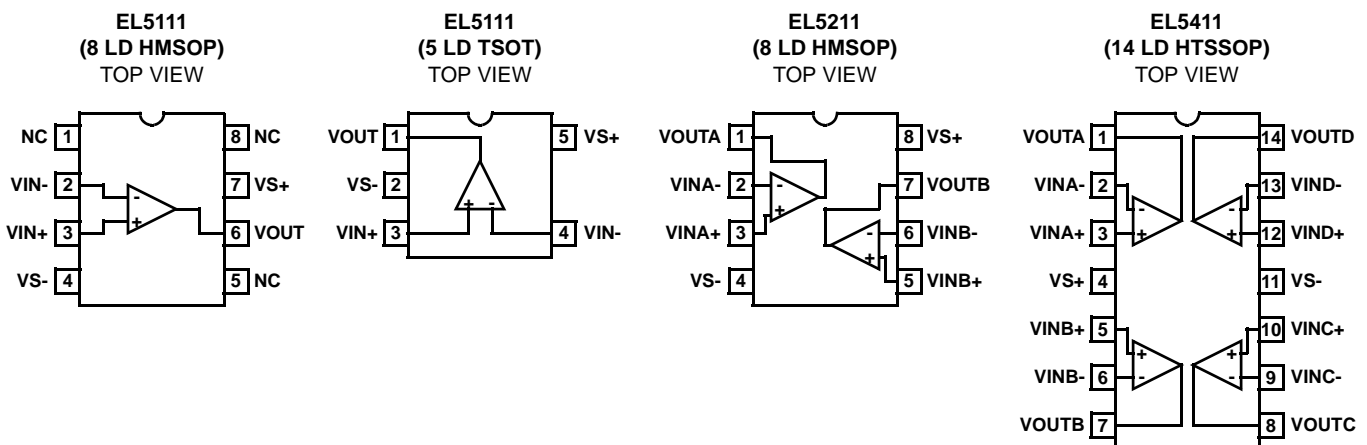 EL5111
(8 LD HMSOP)
TOP VIEW
NC 1
8 NC
VIN- 2
7 VS+
-
VIN+ 3
+
6 VOUT
VS- 4
5 NC
EL5111
(5 LD TSOT)
TOP VIEW
VOUT 1
5 VS+
VS- 2
+ -
VIN+ 3
4 VIN-
EL5211
(8 LD HMSOP)
TOP VIEW
VOUTA 1
8 VS+
VINA- 2
-
7 VOUTB
VINA+ 3
+
-
6 VINB-
VS- 4
+
5 VINB+
EL5411
(14 LD HTSSOP)
TOP VIEW
VOUTA 1
14 VOUTD
VINA- 2
- -
13 VIND-
VINA+ 3
+ +
12 VIND+
VS+ 4
11 VS-
VINB+ 5
+ +
10 VINC+
VINB- 6
- -
9 VINC-
VOUTB 7
8 VOUTC